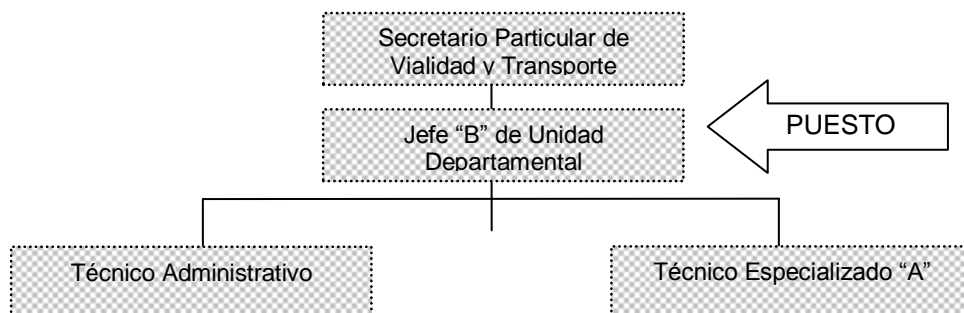 Secretario Particular de
Vialidad y Transporte
Jefe “B” de Unidad
Departamental
PUESTO
Técnico Administrativo
Técnico Especializado “A”